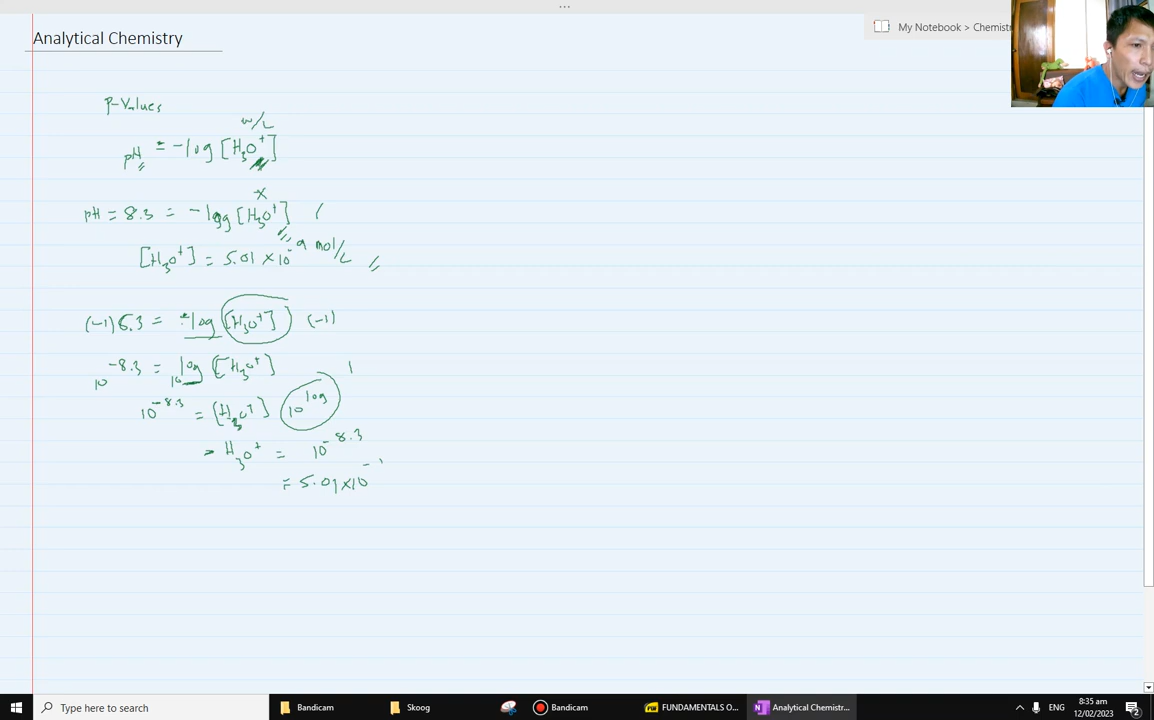 ...
Analytical Chemistry
My Notebook > Chemistr
P-Values
pH = -log [H3O+]
pH = 8.3 = -log [H3O+]
[H3O+] = 5.01 × 10^-9 mol/L
(-1) 8.3 = -log [H3O+] (-1)
10^-8.3 = 10^log [H3O+]
10^-8.3 = [H3O+] 10^log
H3O+ = 10^-8.3
= 5.01 × 10^-
Type here to search
Bandicam
Skoog
Bandicam
FUNDAMENTALS O...
Analytical Chemistr...
ENG
8:35 am
12/02/2023
2